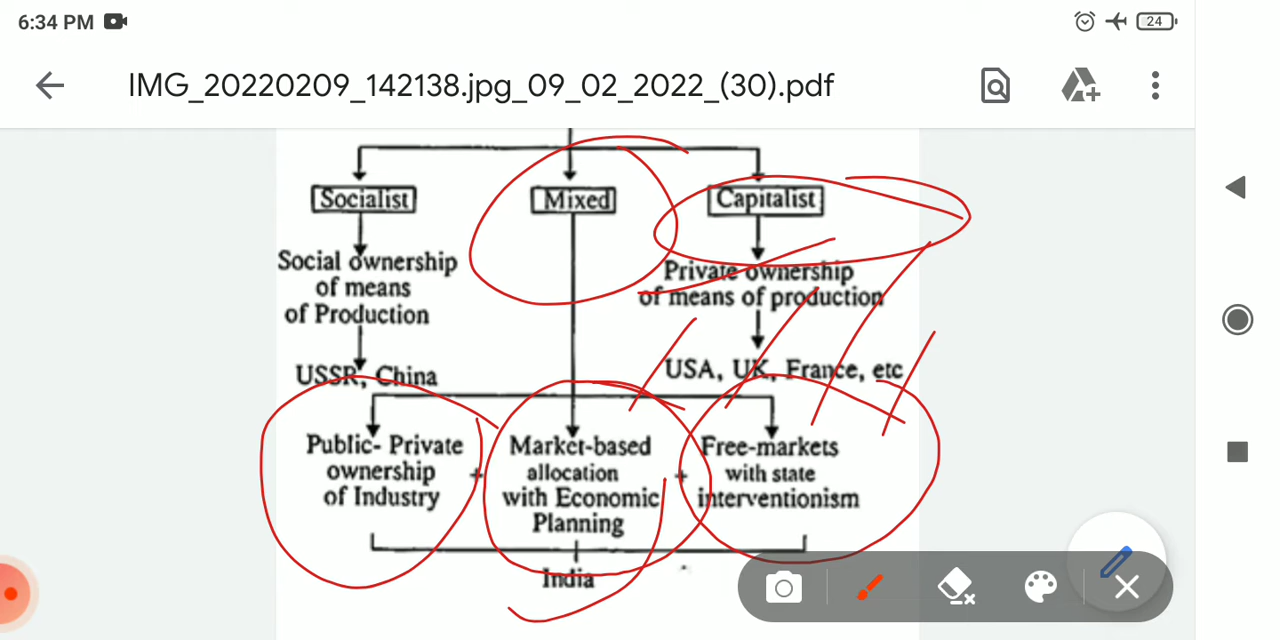 6:34 PM
24
IMG_20220209_142138.jpg_09_02_2022_(30).pdf
Socialist
Mixed
Capitalist
Social ownership
of means
of Production
Private ownership
of means of production
USSR, China
USA, UK, France, etc
Public- Private
ownership
of Industry
+
Market-based
allocation
with Economic
Planning
+
Free-markets
with state
interventionism
India